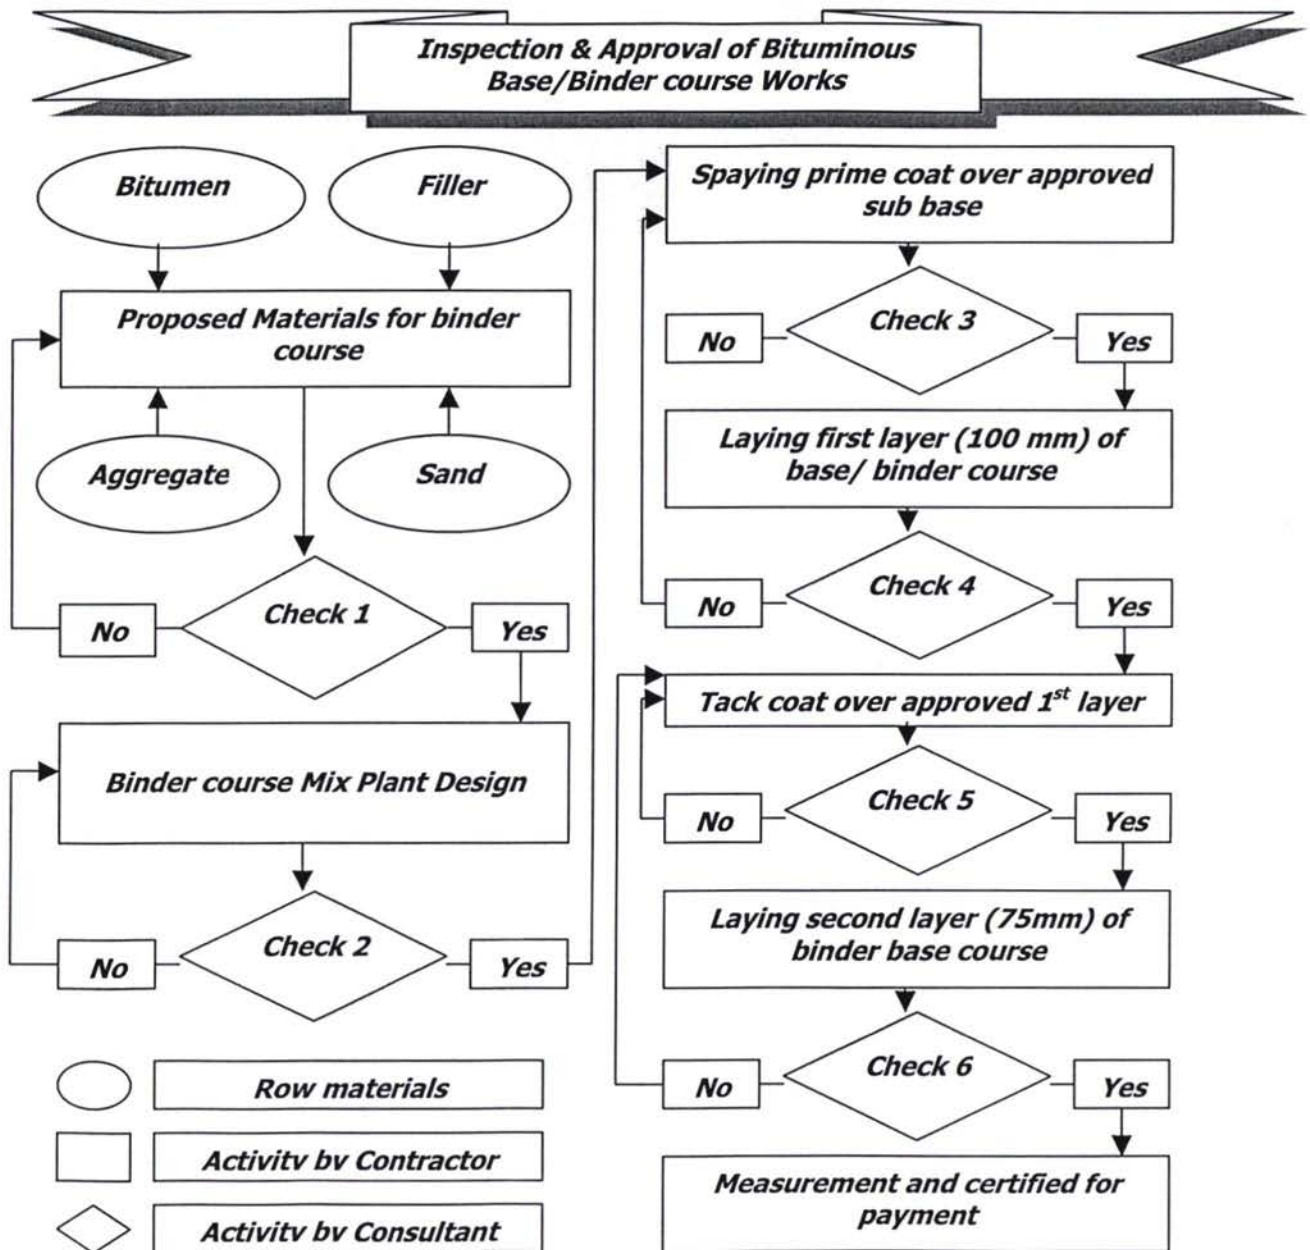 Inspection & Approval of Bituminous
Base/Binder course Works
Bitumen
Filler
Proposed Materials for binder
course
Aggregate
Sand
Check 1
No
Yes
Binder course Mix Plant Design
Check 2
No
Yes
Row materials
Activity by Contractor
Activity by Consultant
Spaying prime coat over approved
sub base
Check 3
No
Yes
Laying first layer (100 mm) of
base/ binder course
Check 4
No
Yes
Tack coat over approved 1st layer
Check 5
No
Yes
Laying second layer (75mm) of
binder base course
Check 6
No
Yes
Measurement and certified for
payment